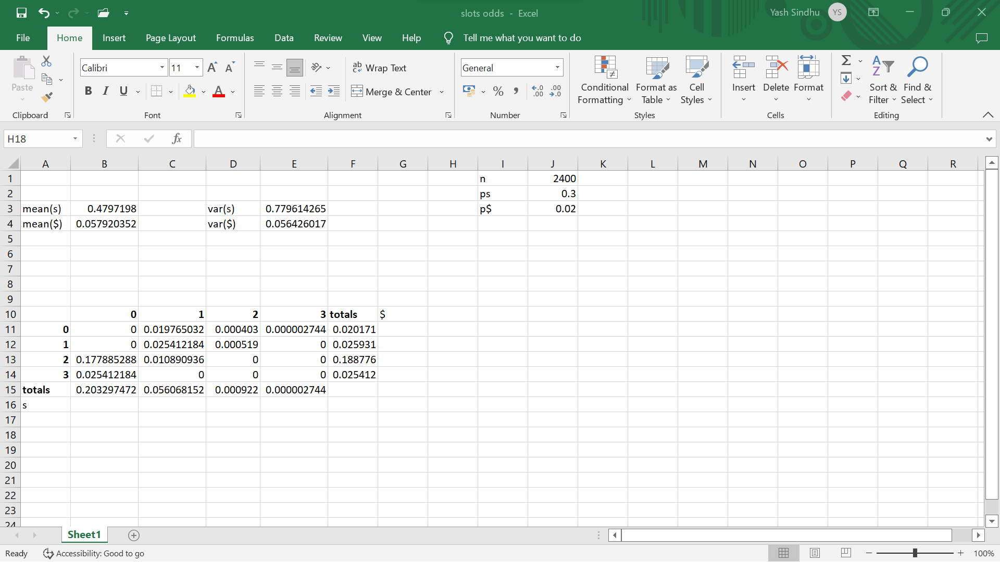 slots odds - Excel
Yash Sindhu YS
File Home Insert Page Layout Formulas Data Review View Help Tell me what you want to do
Paste
Clipboard
Calibri 11
B I U
Font
Wrap Text
Merge & Center
Alignment
General
Number
Conditional Formatting
Format as Table
Cell Styles
Styles
Insert Delete Format
Cells
Sort & Filter
Find & Select
Editing
H18 fx
A B C D E F G H I J K L M N O P Q R
1 n 2400
2 ps 0.3
3 mean(s) 0.4797198 var(s) 0.779614265 p$ 0.02
4 mean($) 0.057920352 var($) 0.056426017
5
6
7
8
9
10 0 1 2 3 totals $
11 0 0 0.019765032 0.000403 0.000002744 0.020171
12 1 0 0.025412184 0.000519 0 0.025931
13 2 0.177885288 0.010890936 0 0 0.188776
14 3 0.025412184 0 0 0 0.025412
15 totals 0.203297472 0.056068152 0.000922 0.000002744
16 s
17
18
19
20
21
22
23
24
Sheet1
Ready Accessibility: Good to go 100%